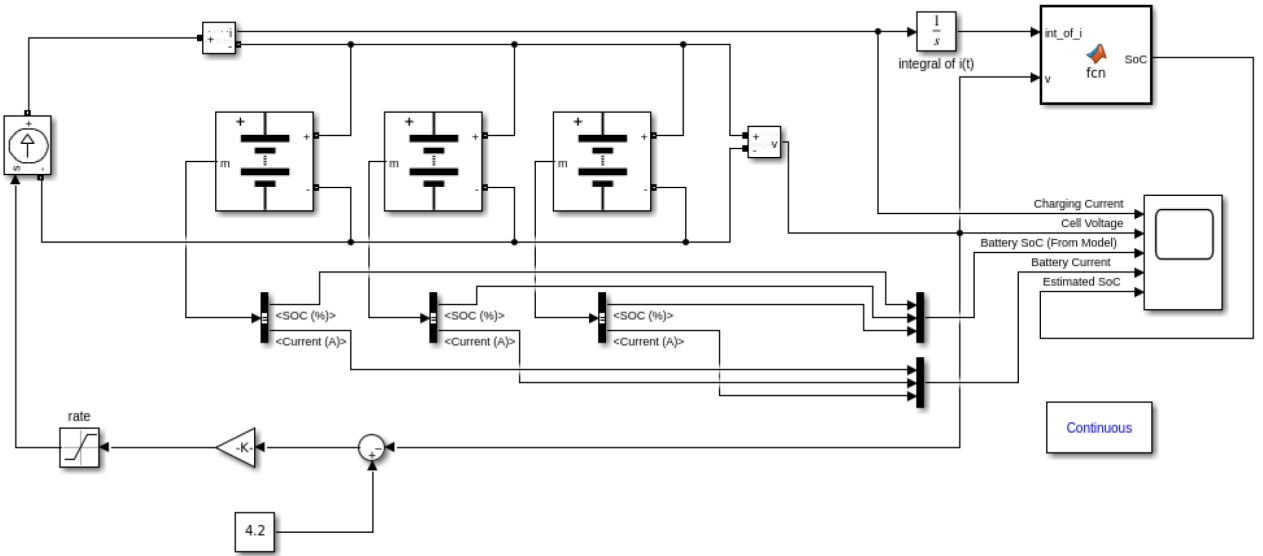 i
+
-
1
s
integral of i(t)
int_of_i
v
fcn
SoC
+
s
-
+
m
+
-
+
m
+
-
+
m
+
-
+
-
v
Charging Current
Cell Voltage
Battery SoC (From Model)
Battery Current
Estimated SoC
<SOC (%)>
<Current (A)>
<SOC (%)>
<Current (A)>
<SOC (%)>
<Current (A)>
rate
-K-
-
+
Continuous
4.2